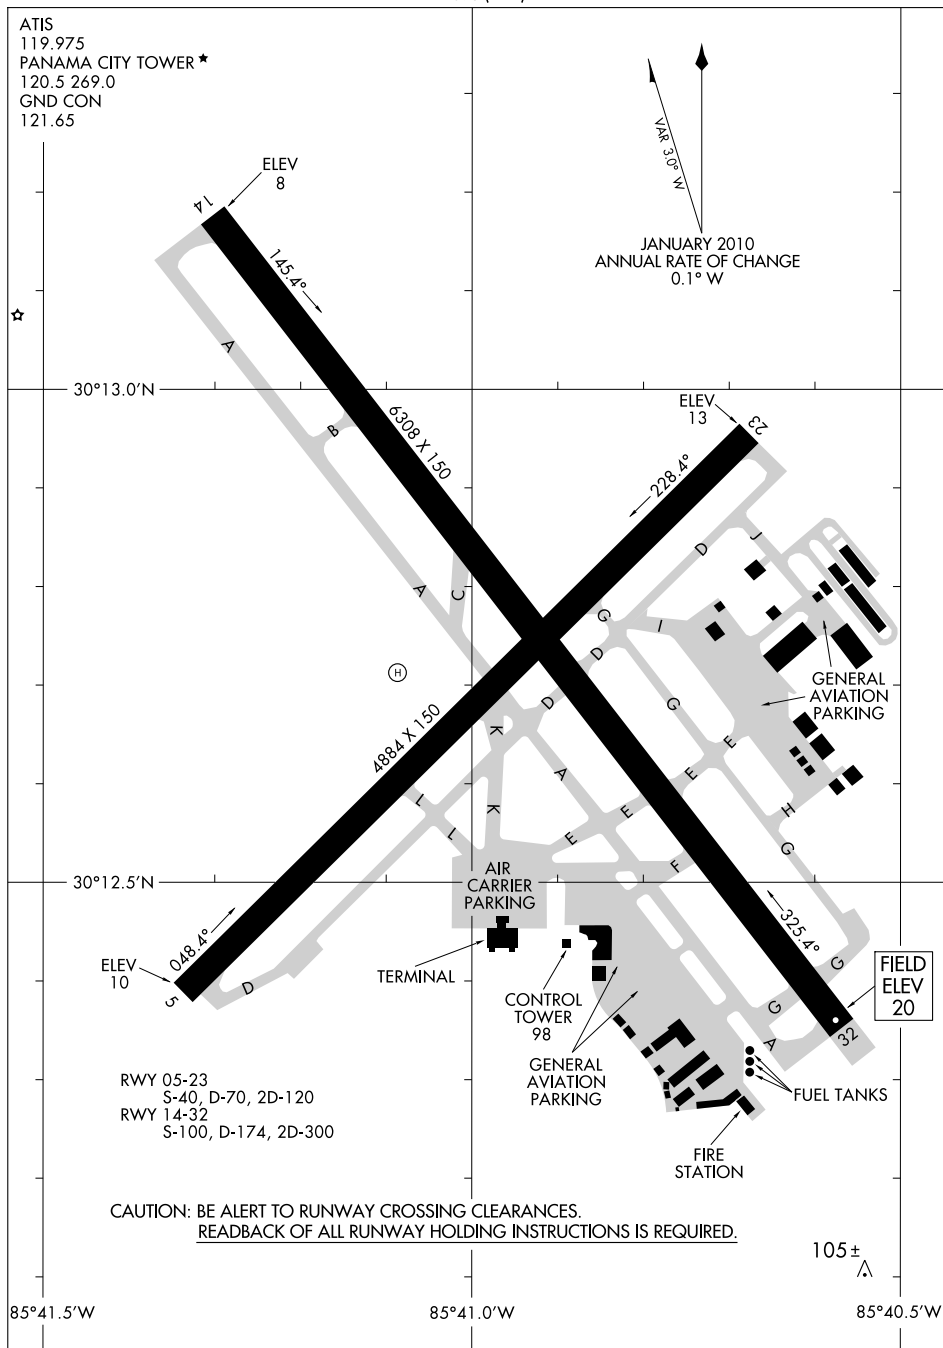 ATIS
119.975
PANAMA CITY TOWER ★
120.5 269.0
GND CON
121.65
VAR 3.0° W
JANUARY 2010
ANNUAL RATE OF CHANGE
0.1° W
ELEV
8
14
145.4°
A
30°13.0'N
B
6308 X 150
ELEV
13
23
228.4°
D
J
A
C
G
I
D
H
GENERAL
AVIATION
PARKING
D
G
K
E
4884 X 150
A
E
L
K
E
H
L
E
G
F
30°12.5'N
AIR
CARRIER
PARKING
325.4°
048.4°
ELEV
10
5
D
TERMINAL
CONTROL
TOWER
98
GENERAL
AVIATION
PARKING
G
G
A
FIELD
ELEV
20
32
FUEL TANKS
FIRE
STATION
RWY 05-23
S-40, D-70, 2D-120
RWY 14-32
S-100, D-174, 2D-300
CAUTION: BE ALERT TO RUNWAY CROSSING CLEARANCES.
READBACK OF ALL RUNWAY HOLDING INSTRUCTIONS IS REQUIRED.
105±
85°41.5'W
85°41.0'W
85°40.5'W